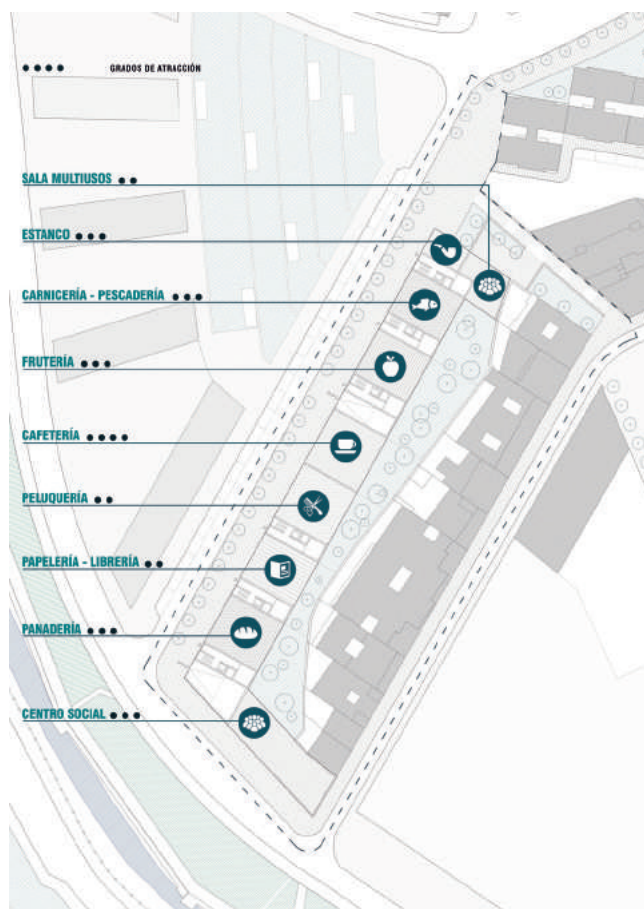 ●●●● GRADOS DE ATRACCIÓN
SALA MULTIUSOS ●●
ESTANCO ●●●
CARNICERÍA - PESCADERÍA ●●●
FRUTERÍA ●●●
CAFETERÍA ●●●●
PELUQUERÍA ●●
PAPELERÍA - LIBRERÍA ●●
PANADERÍA ●●●
CENTRO SOCIAL ●●●